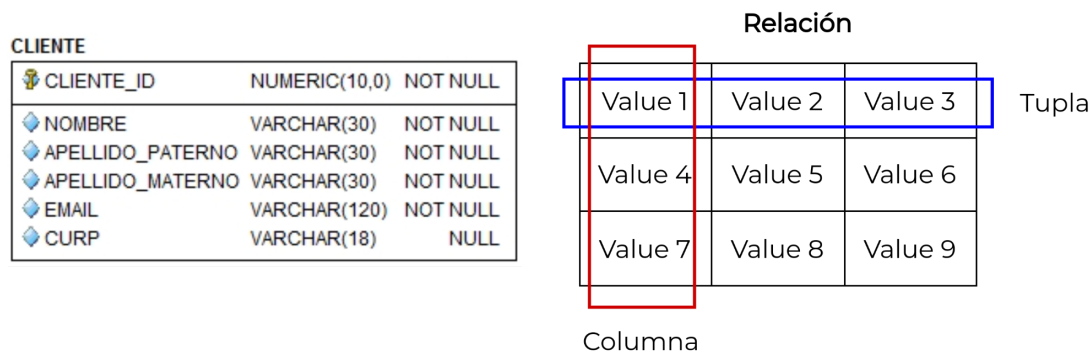 CLIENTE
CLIENTE_ID NUMERIC(10,0) NOT NULL
NOMBRE VARCHAR(30) NOT NULL
APELLIDO_PATERNO VARCHAR(30) NOT NULL
APELLIDO_MATERNO VARCHAR(30) NOT NULL
EMAIL VARCHAR(120) NOT NULL
CURP VARCHAR(18) NULL
Relación
Value 1 Value 2 Value 3 Tupla
Value 4 Value 5 Value 6
Value 7 Value 8 Value 9
Columna